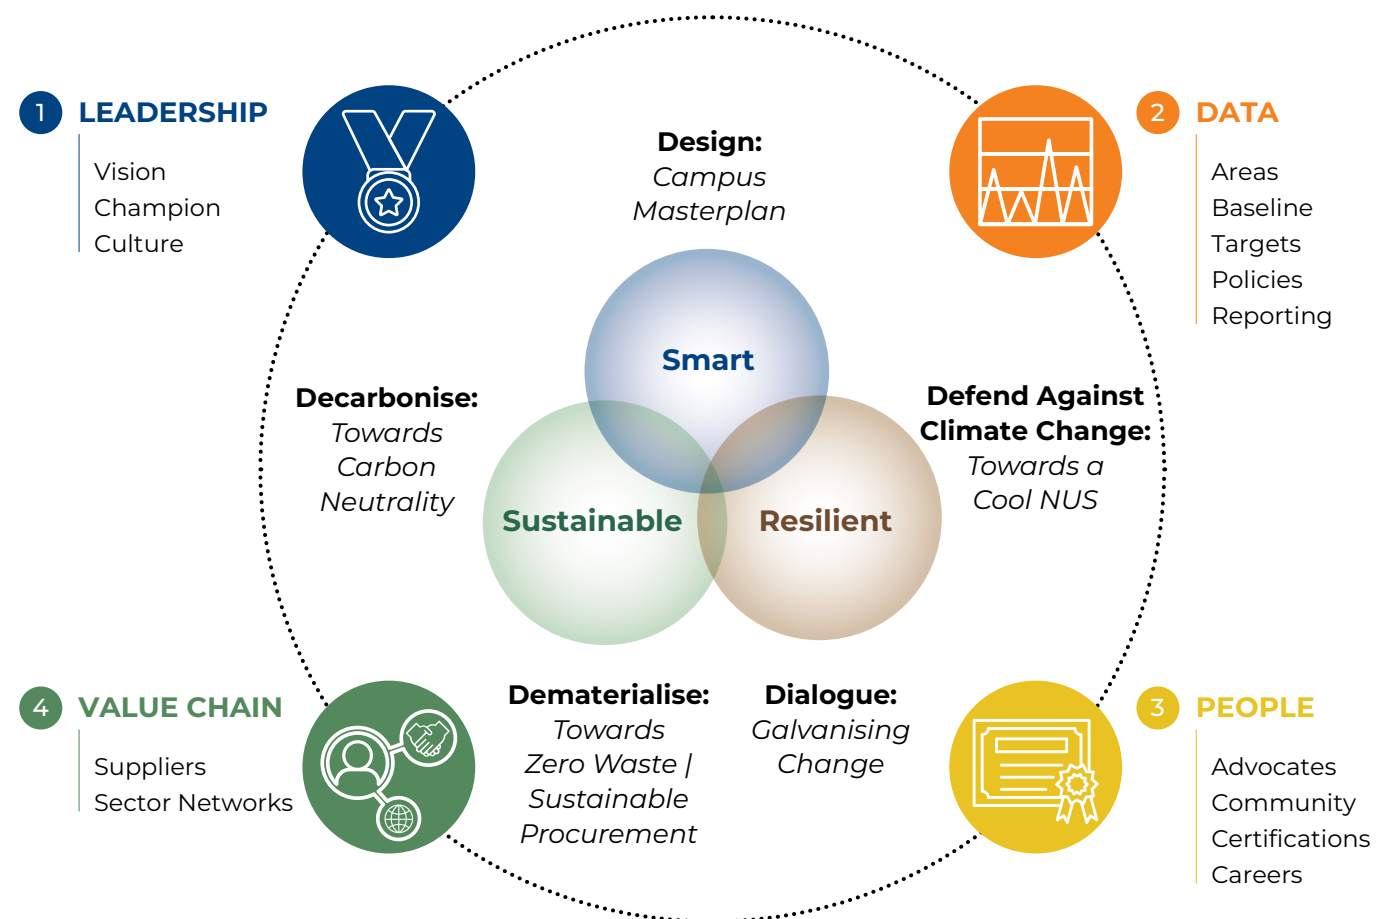 1 LEADERSHIP
Vision
Champion
Culture
2 DATA
Areas
Baseline
Targets
Policies
Reporting
Design:
Campus
Masterplan
Smart
Decarbonise:
Towards
Carbon
Neutrality
Defend Against
Climate Change:
Towards a
Cool NUS
Sustainable
Resilient
4 VALUE CHAIN
Suppliers
Sector Networks
Dematerialise:
Towards
Zero Waste |
Sustainable
Procurement
Dialogue:
Galvanising
Change
3 PEOPLE
Advocates
Community
Certifications
Careers